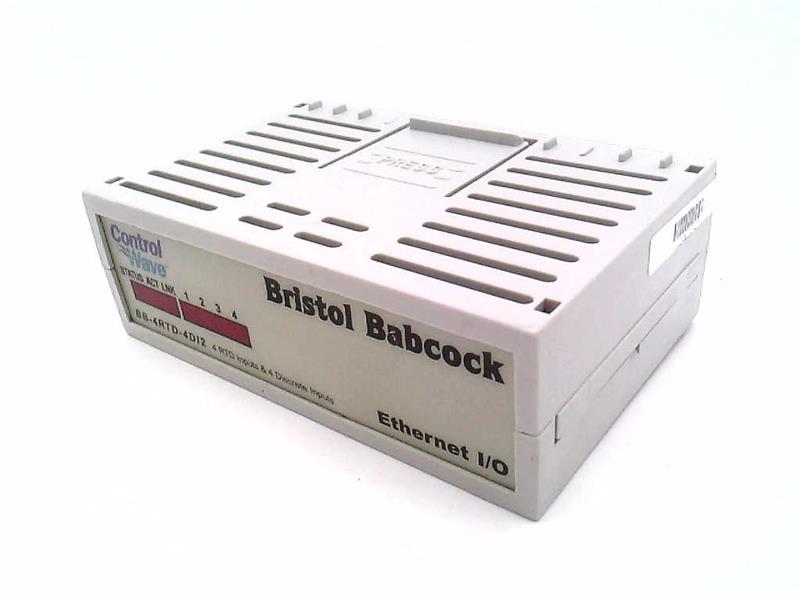 PRESS
Control
Wave
Bristol Babcock
STATUS ACT LNK 1 2 3 4
BB-4RTD-4DI2 4 RTD Inputs & 4 Discrete Inputs
Ethernet I/O